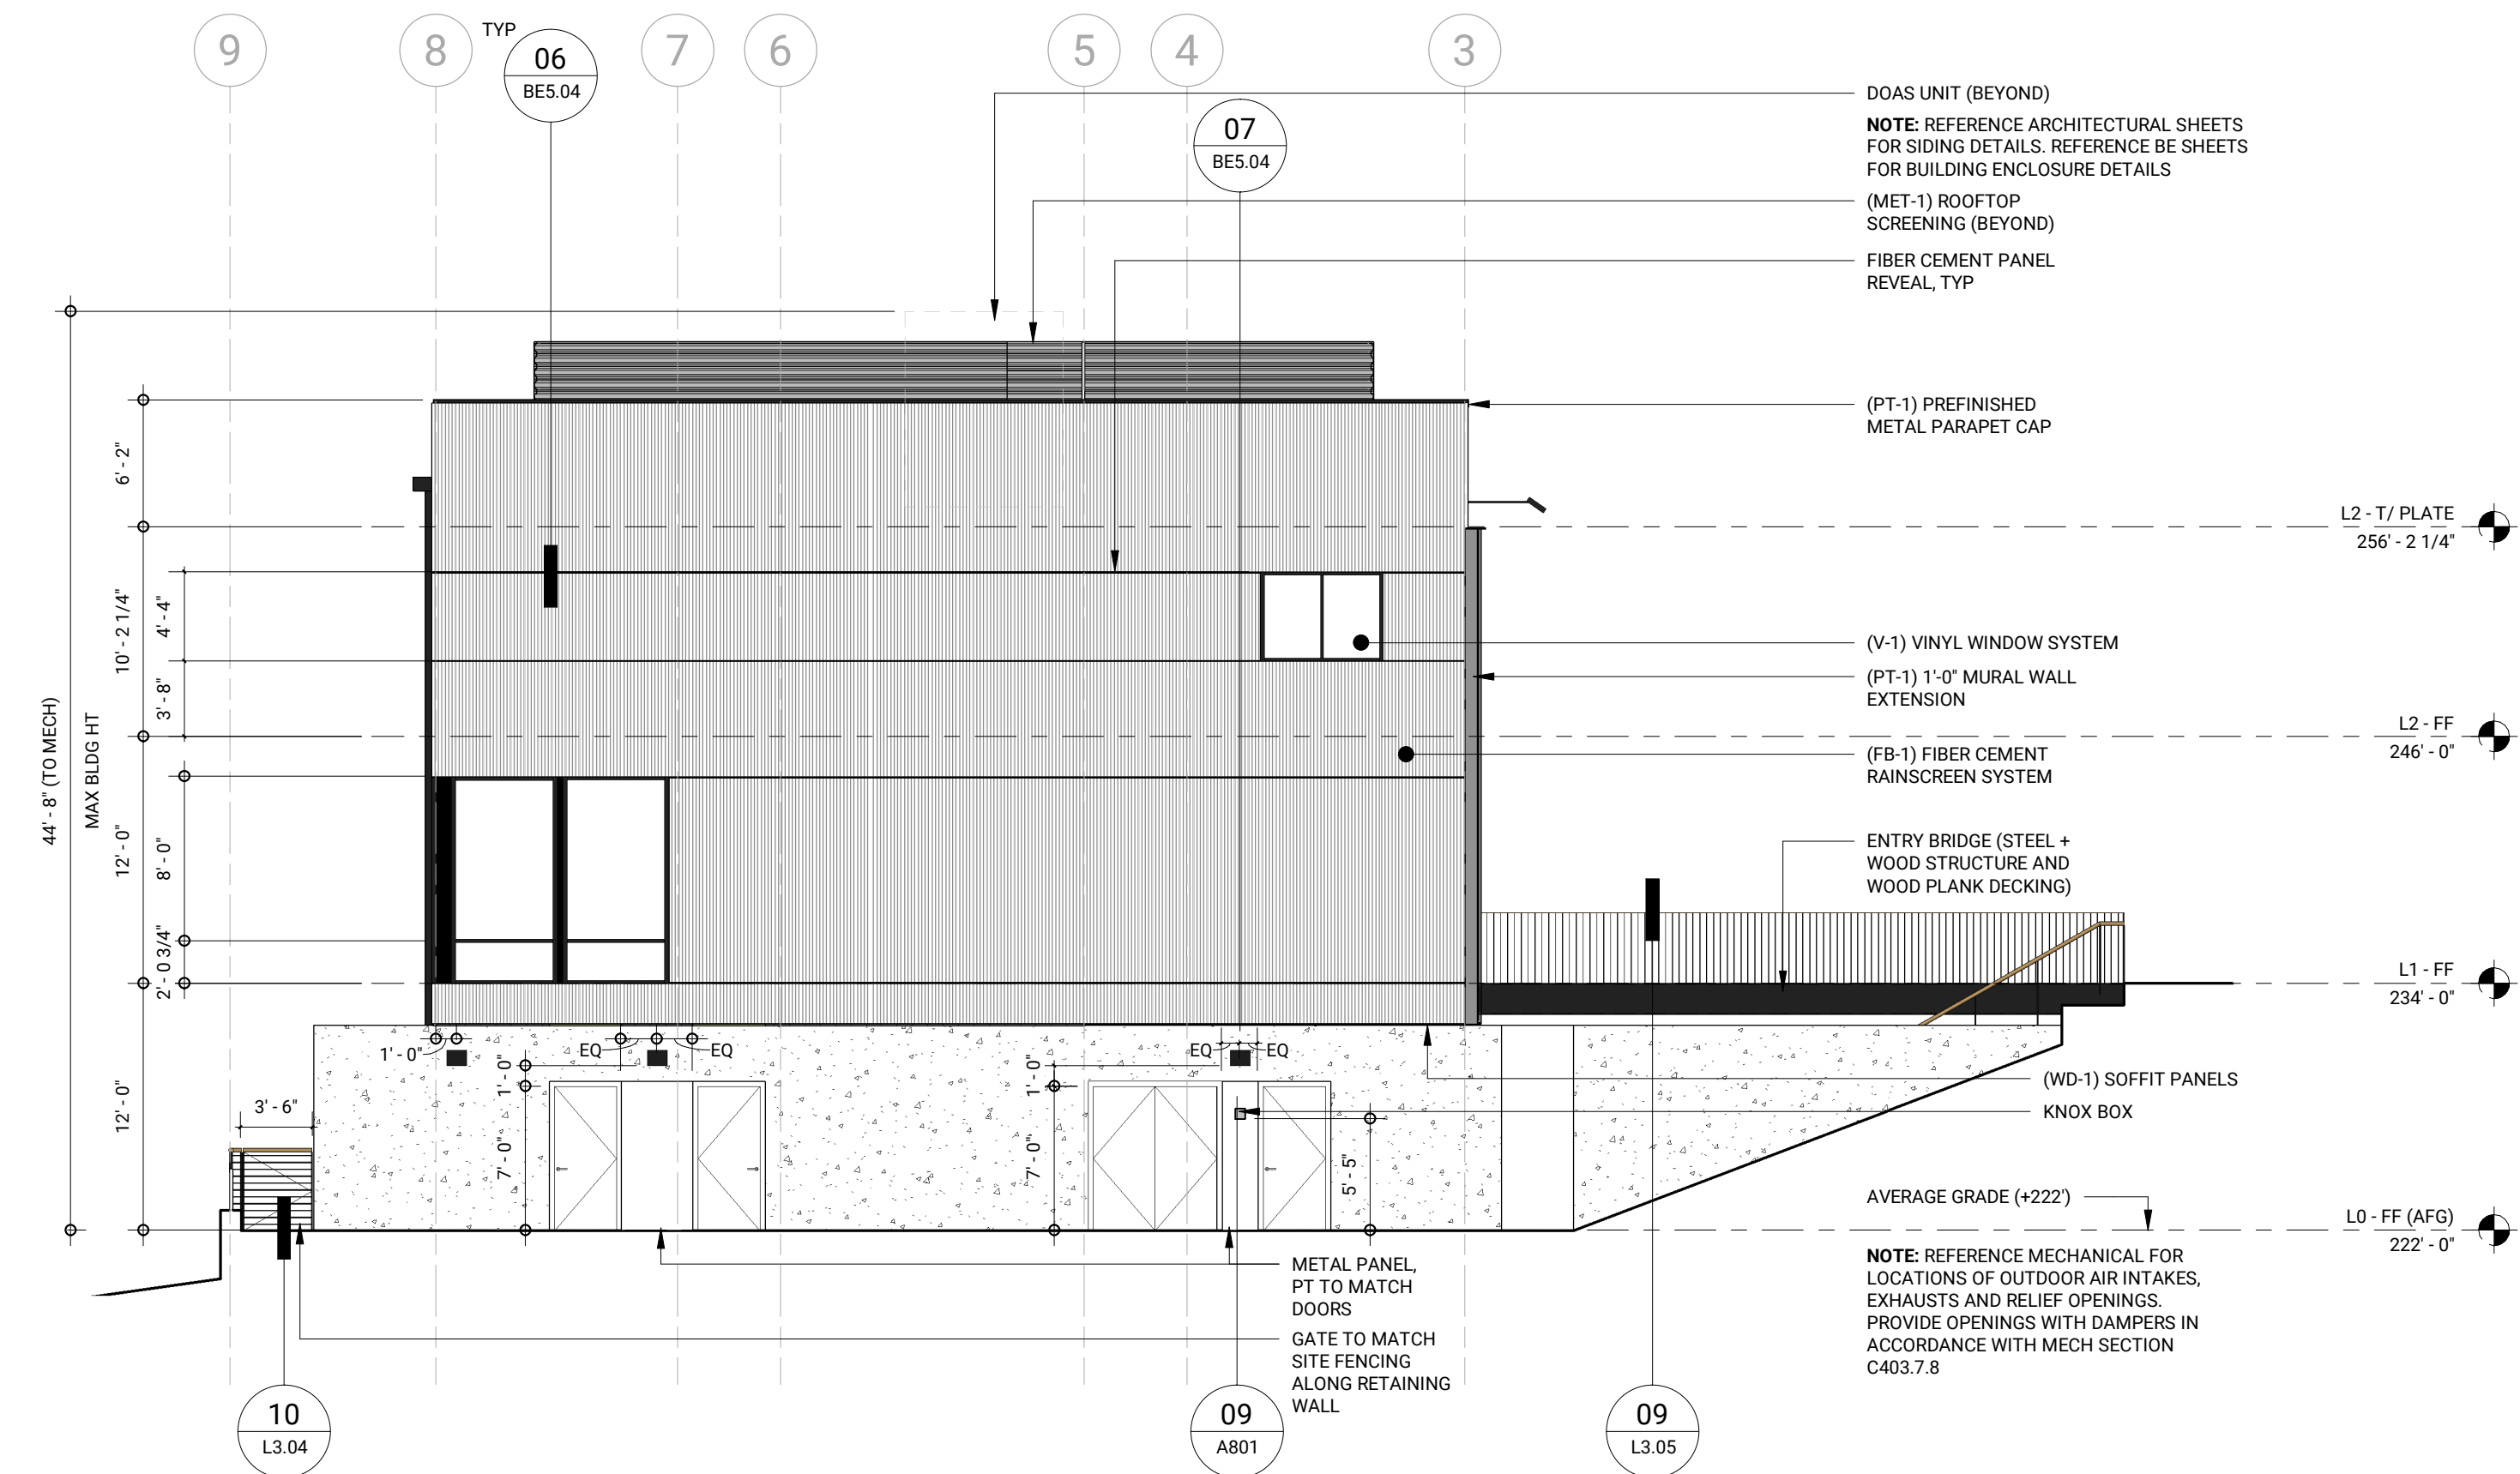 9
8
TYP
06
BE5.04
7
6
5
4
07
BE5.04
3
DOAS UNIT (BEYOND)
NOTE: REFERENCE ARCHITECTURAL SHEETS
FOR SIDING DETAILS. REFERENCE BE SHEETS
FOR BUILDING ENCLOSURE DETAILS
(MET-1) ROOFTOP
SCREENING (BEYOND)
FIBER CEMENT PANEL
REVEAL, TYP
(PT-1) PREFINISHED
METAL PARAPET CAP
6' - 2"
L2 - T/ PLATE
256' - 2 1/4"
10' - 2 1/4"
4' - 4"
3' - 8"
(V-1) VINYL WINDOW SYSTEM
(PT-1) 1'-0" MURAL WALL
EXTENSION
L2 - FF
246' - 0"
44' - 8" (TO MECH)
MAX BLDG HT
(FB-1) FIBER CEMENT
RAINSCREEN SYSTEM
12' - 0"
8' - 0"
2' - 0 3/4"
ENTRY BRIDGE (STEEL +
WOOD STRUCTURE AND
WOOD PLANK DECKING)
L1 - FF
234' - 0"
1' - 0"
EQ
EQ
EQ
EQ
1' - 0"
1' - 0"
12' - 0"
3' - 6"
7' - 0"
7' - 0"
5' - 5"
(WD-1) SOFFIT PANELS
KNOX BOX
AVERAGE GRADE (+222')
L0 - FF (AFG)
222' - 0"
METAL PANEL,
PT TO MATCH
DOORS
GATE TO MATCH
SITE FENCING
ALONG RETAINING
WALL
NOTE: REFERENCE MECHANICAL FOR
LOCATIONS OF OUTDOOR AIR INTAKES,
EXHAUSTS AND RELIEF OPENINGS.
PROVIDE OPENINGS WITH DAMPERS IN
ACCORDANCE WITH MECH SECTION
C403.7.8
10
L3.04
09
A801
09
L3.05